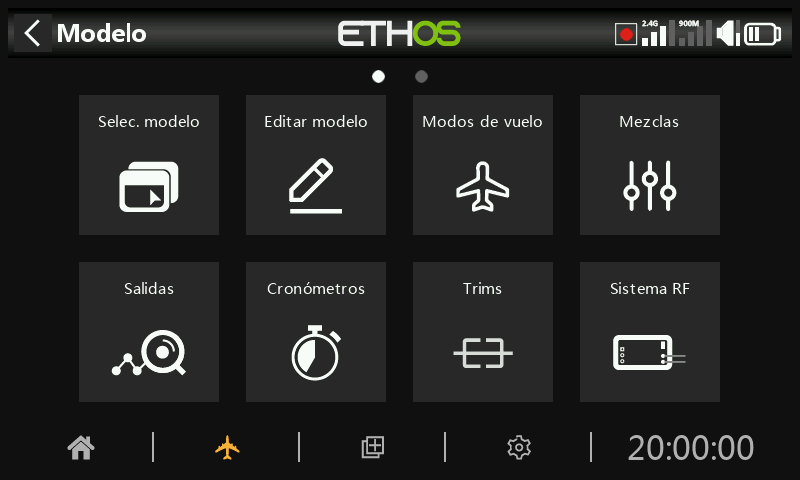 Modelo
ETHOS
2.4G
900M
Selec. modelo
Editar modelo
Modos de vuelo
Mezclas
Salidas
Cronómetros
Trims
Sistema RF
20:00:00